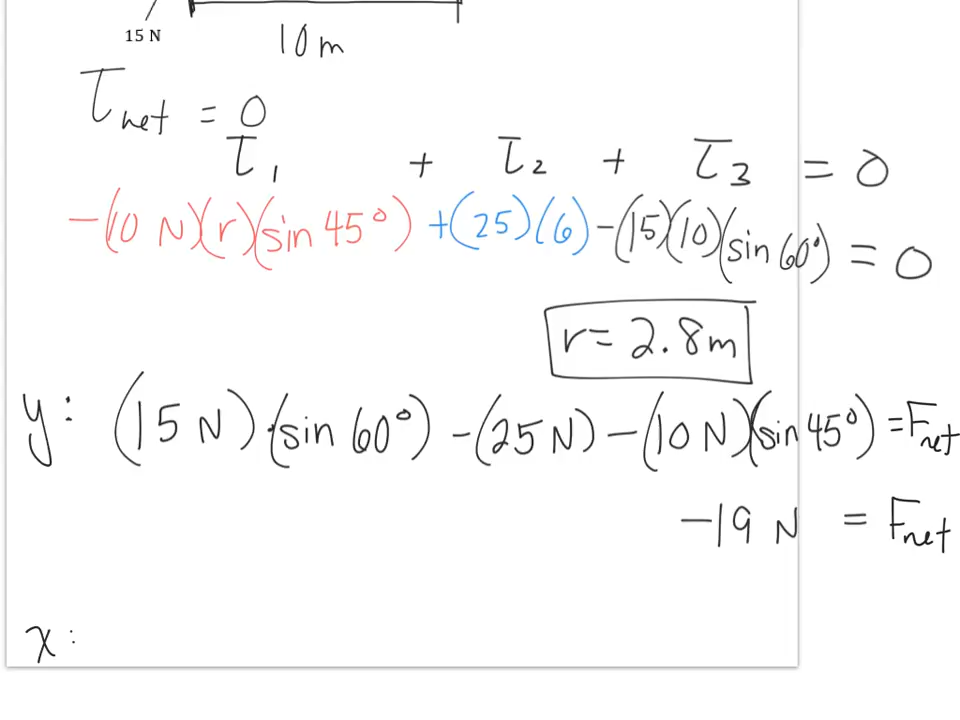 15 N
10 m
τnet = 0
τ1 + τ2 + τ3 = 0
-(10 N)(r)(sin 45°) +(25)(6) -(15)(10)(sin 60°) = 0
r = 2.8m
y: (15 N)(sin 60°) -(25 N) -(10 N)(sin 45°) = Fnet
-19 N = Fnet
x: